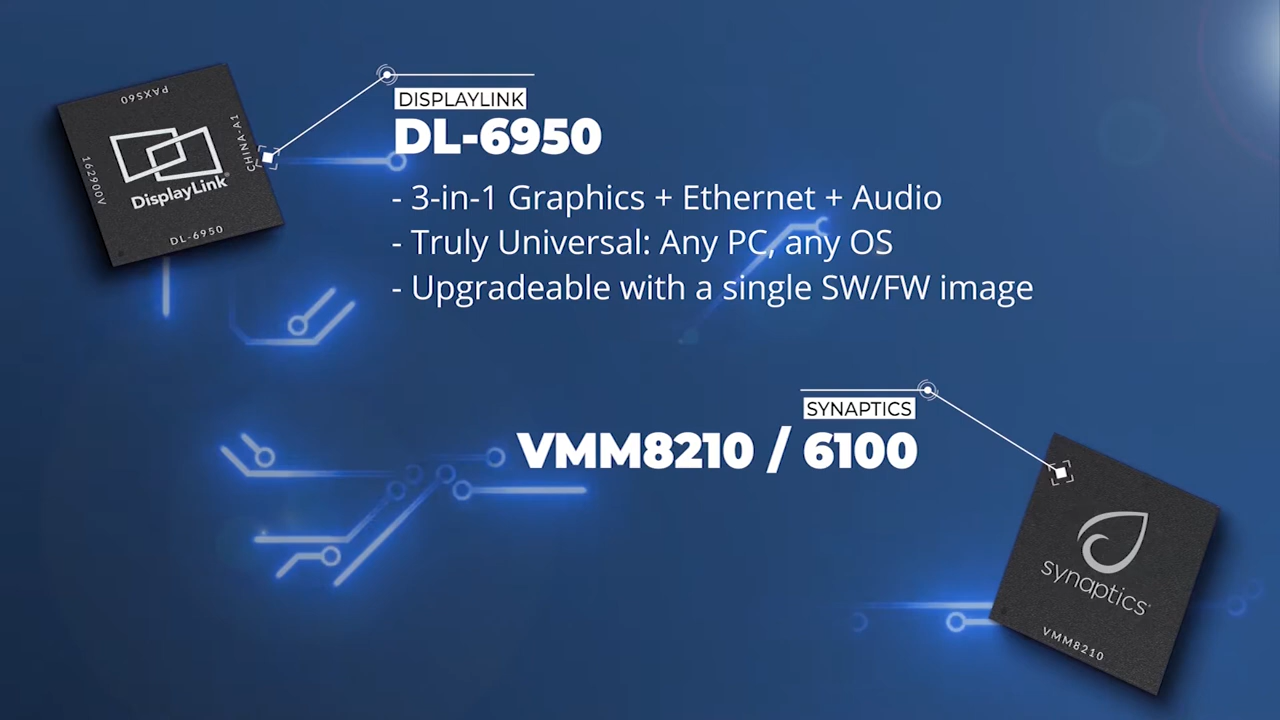 PAXS60
162900V
CHINA-A1
DisplayLink
DL-6950
DISPLAYLINK
DL-6950
- 3-in-1 Graphics + Ethernet + Audio
- Truly Universal: Any PC, any OS
- Upgradeable with a single SW/FW image
SYNAPTICS
VMM8210 / 6100
synaptics
VMM8210